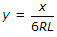 y = x / 6RL